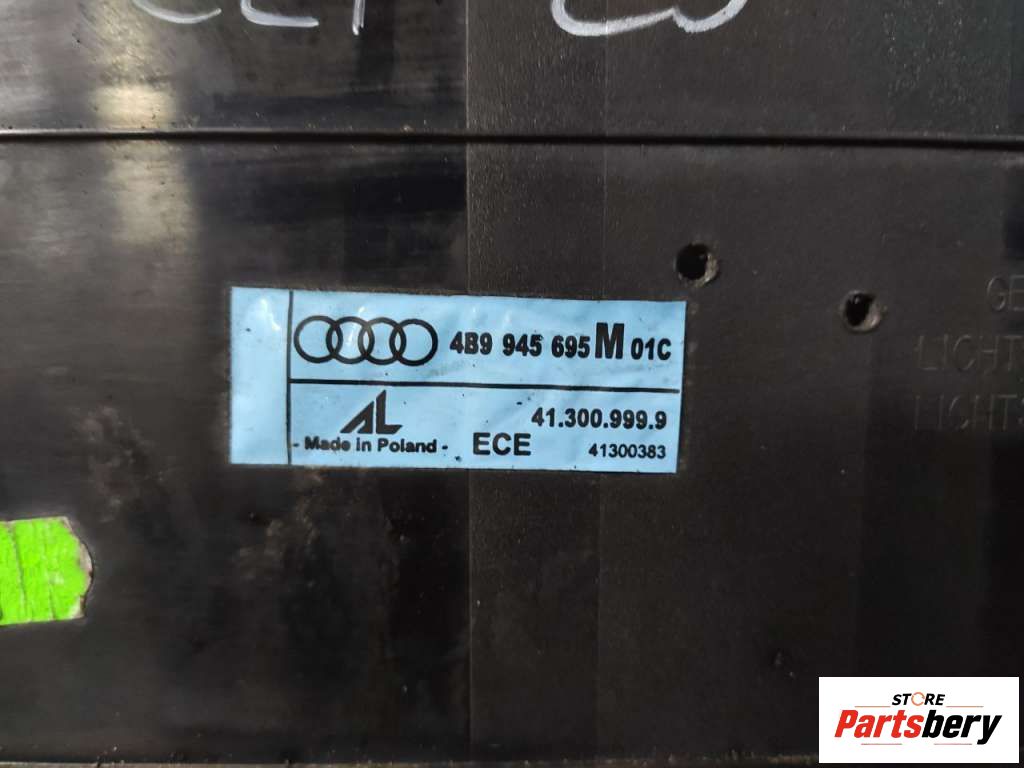 4B9 945 695 M 01C
AL
41.300.999.9
- Made in Poland - ECE 41300383
STORE
Partsbery